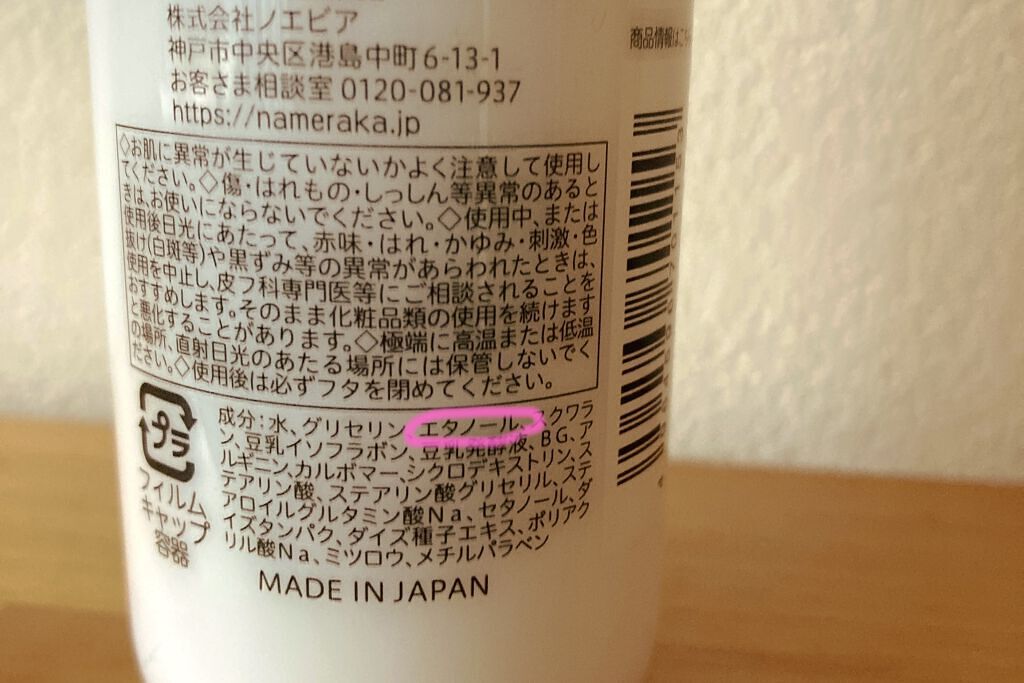 株式会社ノエビア
神戸市中央区港島中町6-13-1
お客さま相談室 0120-081-937
https://nameraka.jp
商品情報はこち
◇お肌に異常が生じていないかよく注意して使用し
てください。◇傷・はれもの・しっしん等異常のあると
きは、お使いにならないでください。◇使用中、または
使用後日光にあたって、赤味・はれ・かゆみ・刺激・色
抜け(白斑等)や黒ずみ等の異常があらわれたときは、
使用を中止し、皮フ科専門医等にご相談されることを
おすすめします。そのまま化粧品類の使用を続けます
と悪化することがあります。◇極端に高温または低温
の場所、直射日光のあたる場所には保管しないでく
ださい。◇使用後は必ずフタを閉めてください。
プラ
フィルム
キャップ
容器
成分:水、グリセリン、エタノール、スクワラ
ン、豆乳イソフラボン、豆乳発酵液、BG、ア
ルギニン、カルボマー、シクロデキストリン、ス
テアリン酸、ステアリン酸グリセリル、ステ
アロイルグルタミン酸Na、セタノール、ダ
イズタンパク、ダイズ種子エキス、ポリアク
リル酸Na、ミツロウ、メチルパラベン
MADE IN JAPAN